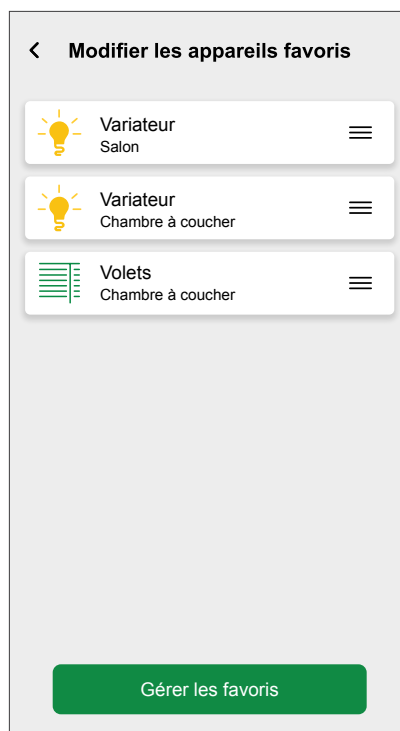 Modifier les appareils favoris
Variateur
Salon
Variateur
Chambre à coucher
Volets
Chambre à coucher
Gérer les favoris